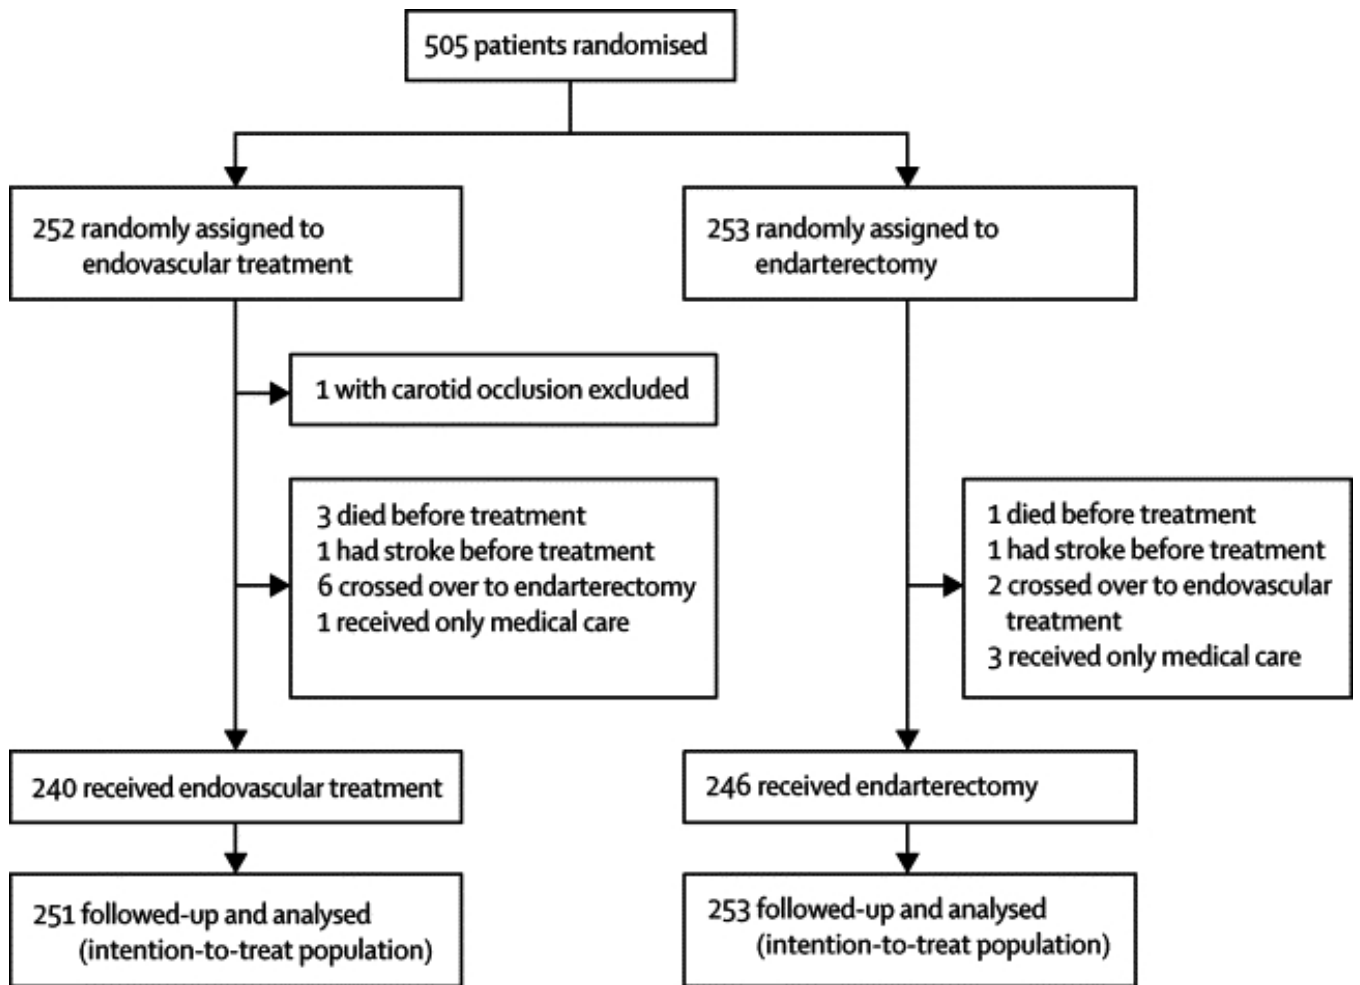 505 patients randomised
252 randomly assigned to
endovascular treatment
253 randomly assigned to
endarterectomy
1 with carotid occlusion excluded
3 died before treatment
1 had stroke before treatment
6 crossed over to endarterectomy
1 received only medical care
1 died before treatment
1 had stroke before treatment
2 crossed over to endovascular
treatment
3 received only medical care
240 received endovascular treatment
246 received endarterectomy
251 followed-up and analysed
(intention-to-treat population)
253 followed-up and analysed
(intention-to-treat population)